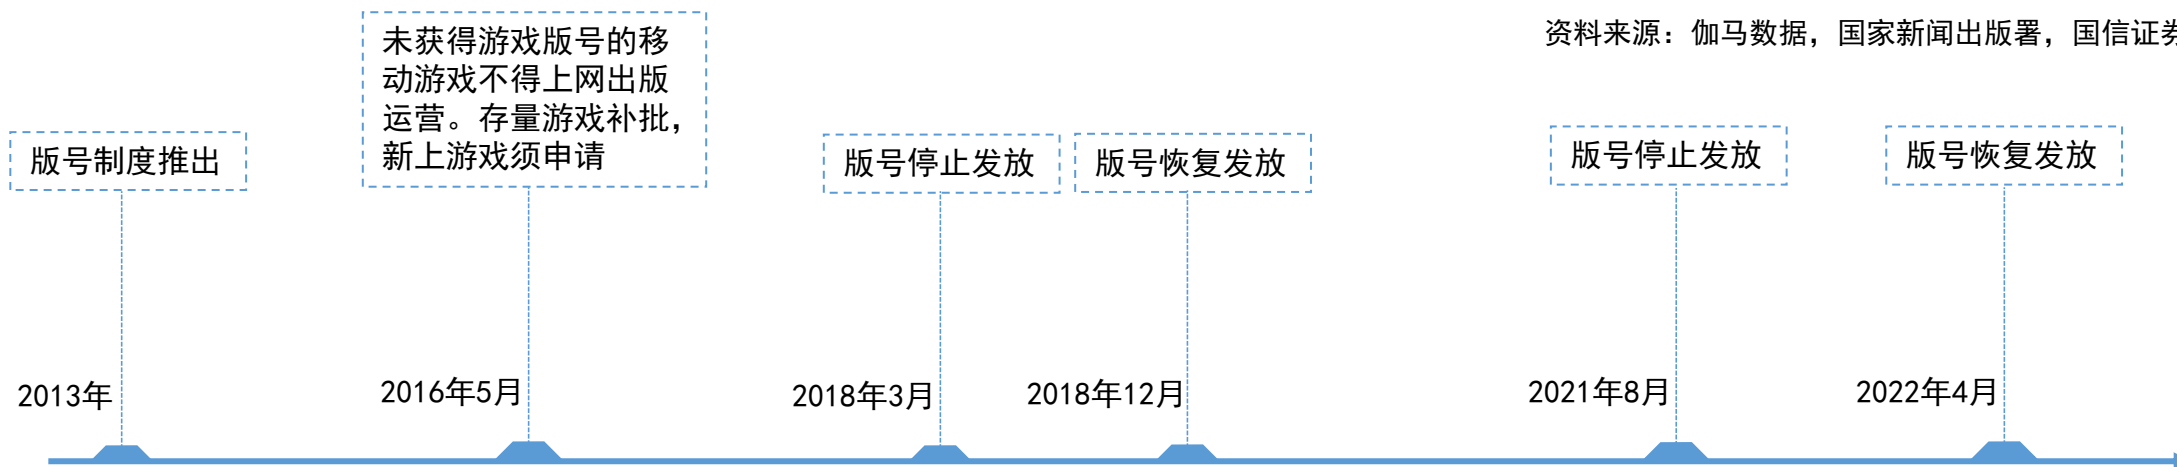 资料来源：伽马数据，国家新闻出版署，国信证券
未获得游戏版号的移
动游戏不得上网出版
运营。存量游戏补批，
新上游戏须申请
版号制度推出
版号停止发放
版号恢复发放
版号停止发放
版号恢复发放
2013年
2016年5月
2018年3月
2018年12月
2021年8月
2022年4月